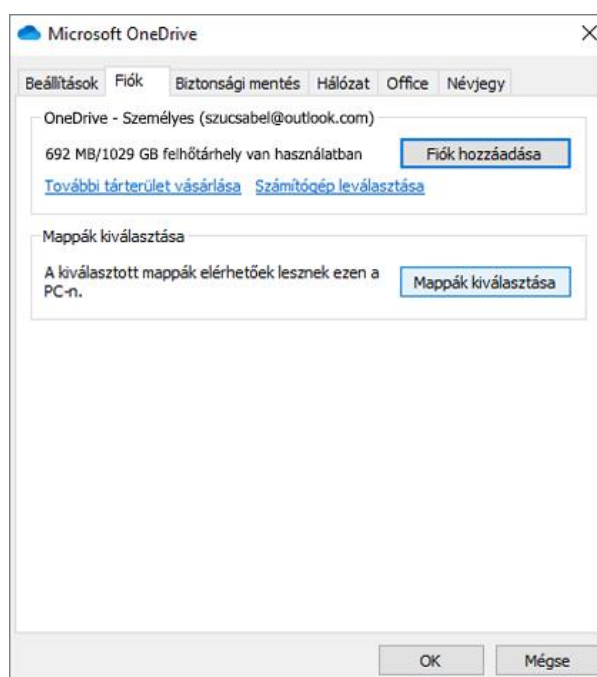 Microsoft OneDrive
Beállítások Fiók Biztonsági mentés Hálózat Office Névjegy
OneDrive - Személyes (szucsabel@outlook.com)
692 MB/1029 GB felhőtárhely van használatban Fiók hozzáadása
További tárterület vásárlása Számítógép leválasztása
Mappák kiválasztása
A kiválasztott mappák elérhetőek lesznek ezen a
PC-n.
Mappák kiválasztása
OK Mégse